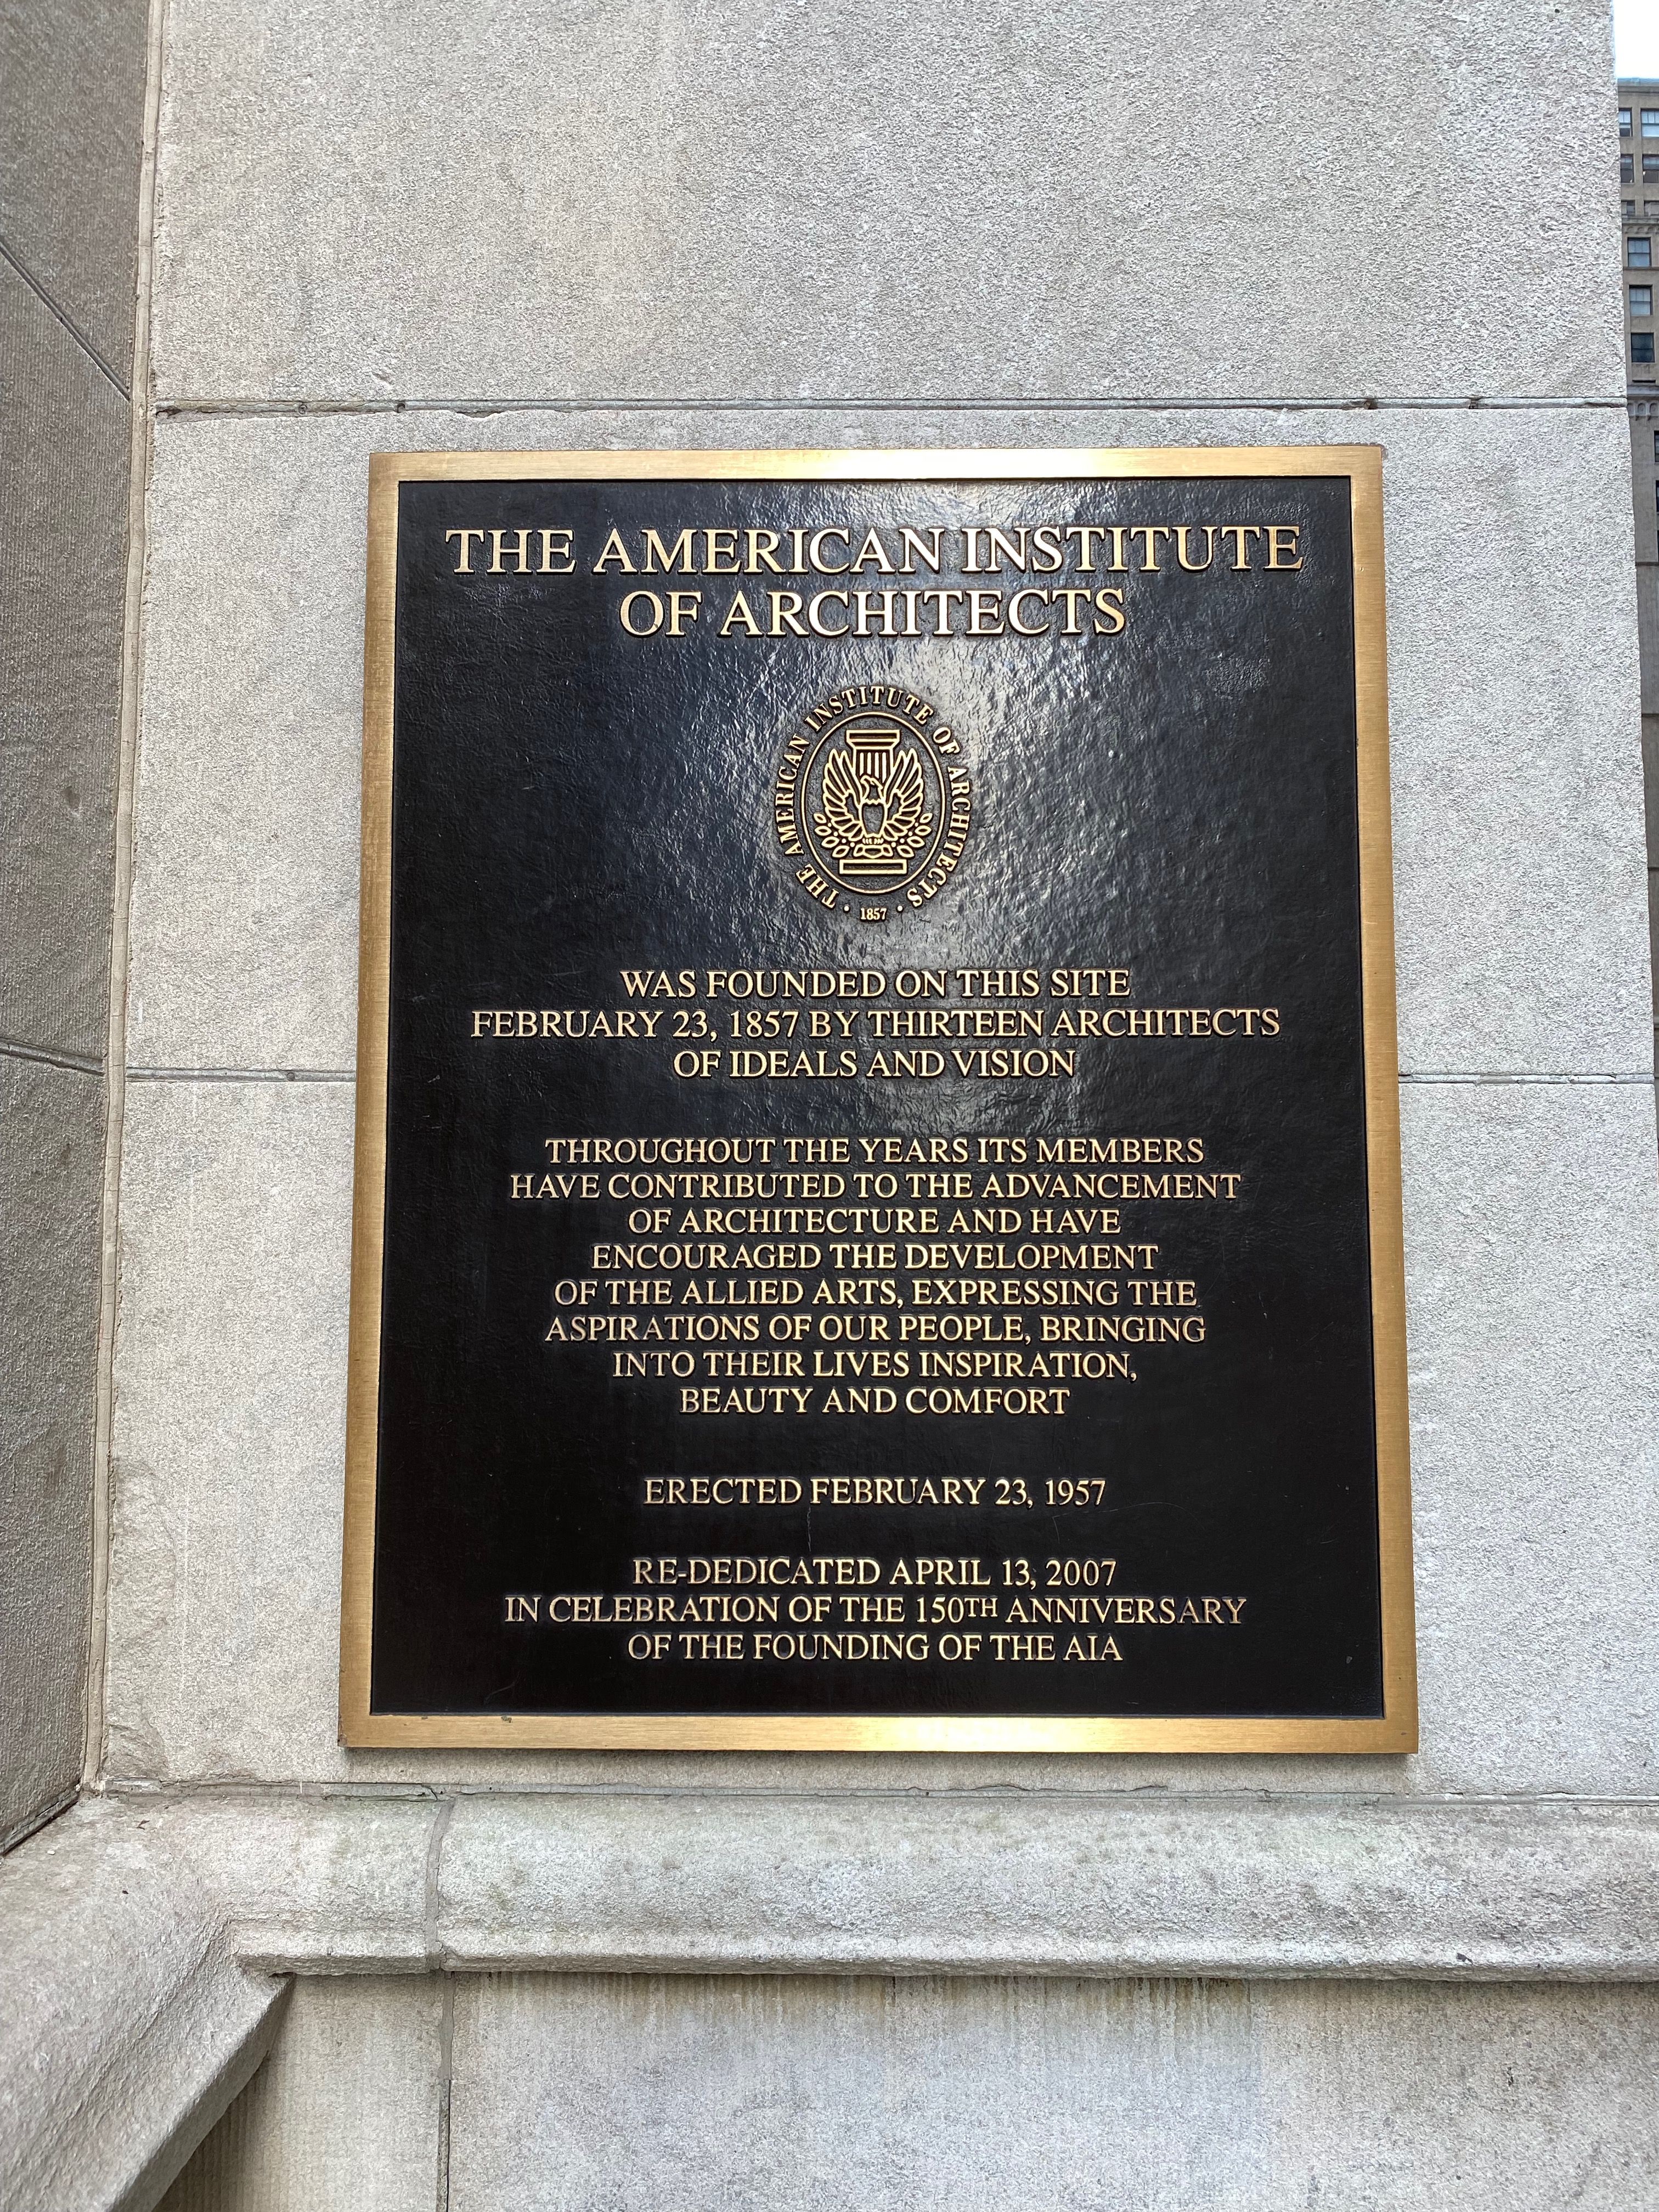 THE AMERICAN INSTITUTE
OF ARCHITECTS
THE AMERICAN INSTITUTE OF ARCHITECTS
· 1857 ·
WAS FOUNDED ON THIS SITE
FEBRUARY 23, 1857 BY THIRTEEN ARCHITECTS
OF IDEALS AND VISION
THROUGHOUT THE YEARS ITS MEMBERS
HAVE CONTRIBUTED TO THE ADVANCEMENT
OF ARCHITECTURE AND HAVE
ENCOURAGED THE DEVELOPMENT
OF THE ALLIED ARTS, EXPRESSING THE
ASPIRATIONS OF OUR PEOPLE, BRINGING
INTO THEIR LIVES INSPIRATION,
BEAUTY AND COMFORT
ERECTED FEBRUARY 23, 1957
RE-DEDICATED APRIL 13, 2007
IN CELEBRATION OF THE 150TH ANNIVERSARY
OF THE FOUNDING OF THE AIA